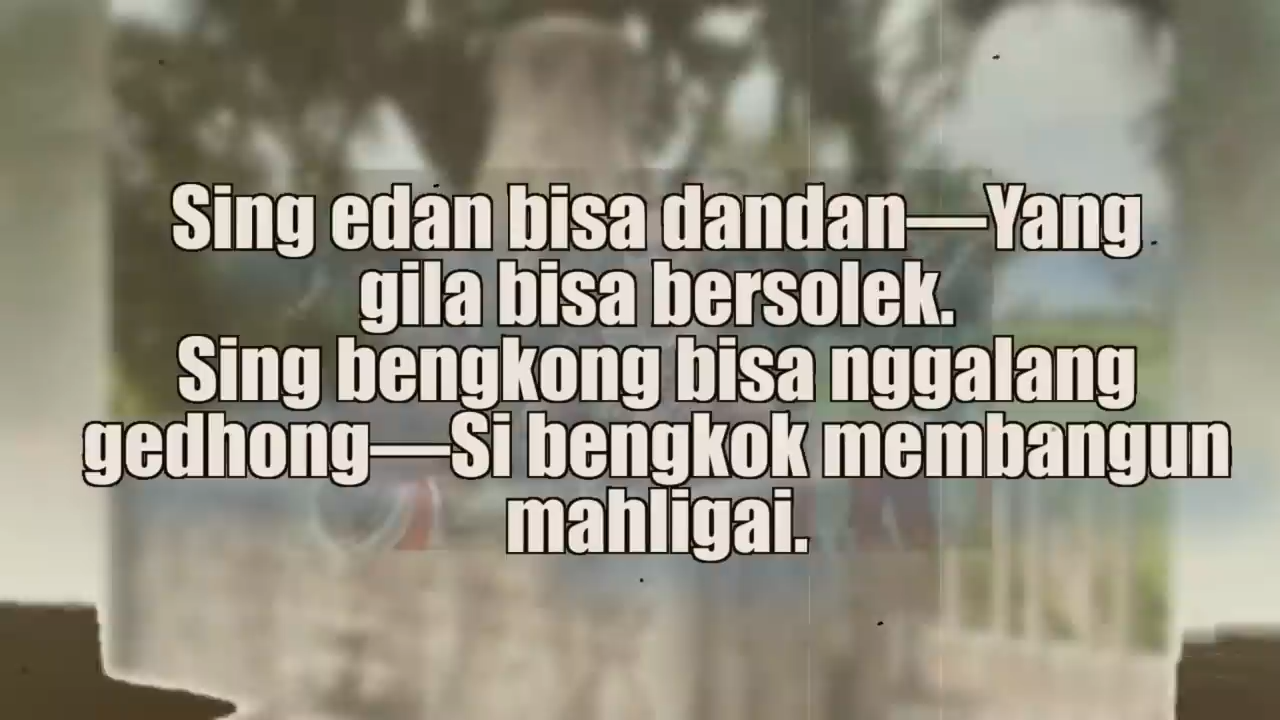 Sing edan bisa dandan—Yang
gila bisa bersolek.
Sing bengkong bisa nggalang
gedhong—Si bengkok membangun
mahligai.